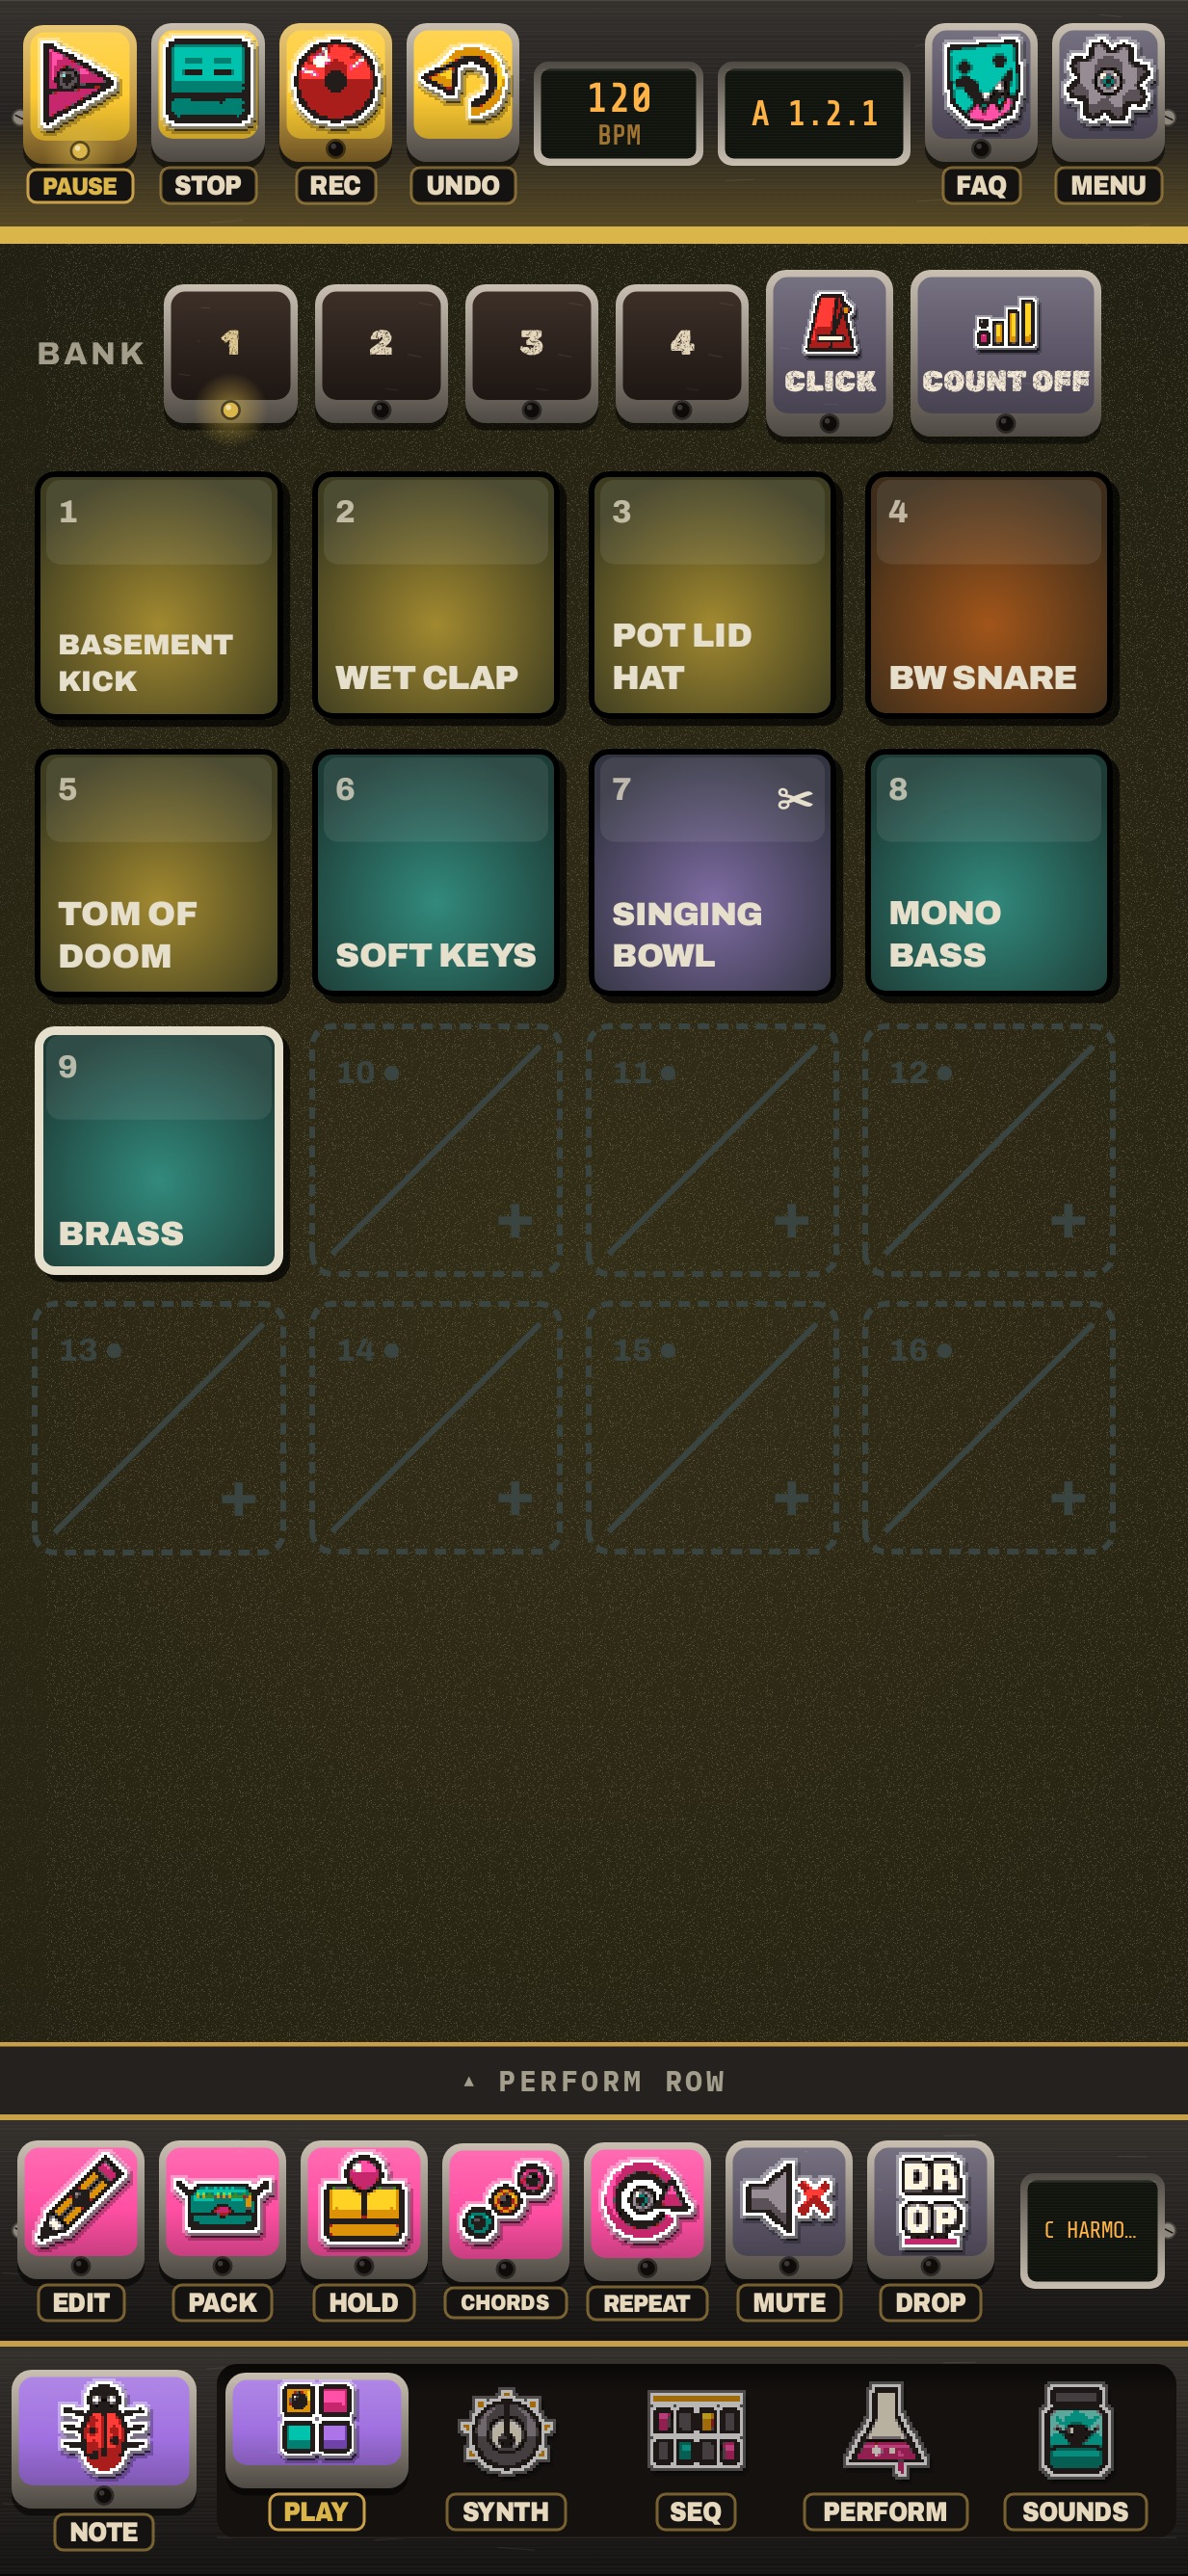 120
BPM
A 1.2.1
PAUSE
STOP
REC
UNDO
FAQ
MENU
BANK
1
2
3
4
CLICK
COUNT OFF
1
BASEMENT
KICK
2
WET CLAP
3
POT LID
HAT
4
BW SNARE
5
TOM OF
DOOM
6
SOFT KEYS
7
SINGING
BOWL
8
MONO
BASS
9
BRASS
10
11
12
13
14
15
16
▲ PERFORM ROW
DR
OP
C HARMO…
EDIT
PACK
HOLD
CHORDS
REPEAT
MUTE
DROP
NOTE
PLAY
SYNTH
SEQ
PERFORM
SOUNDS